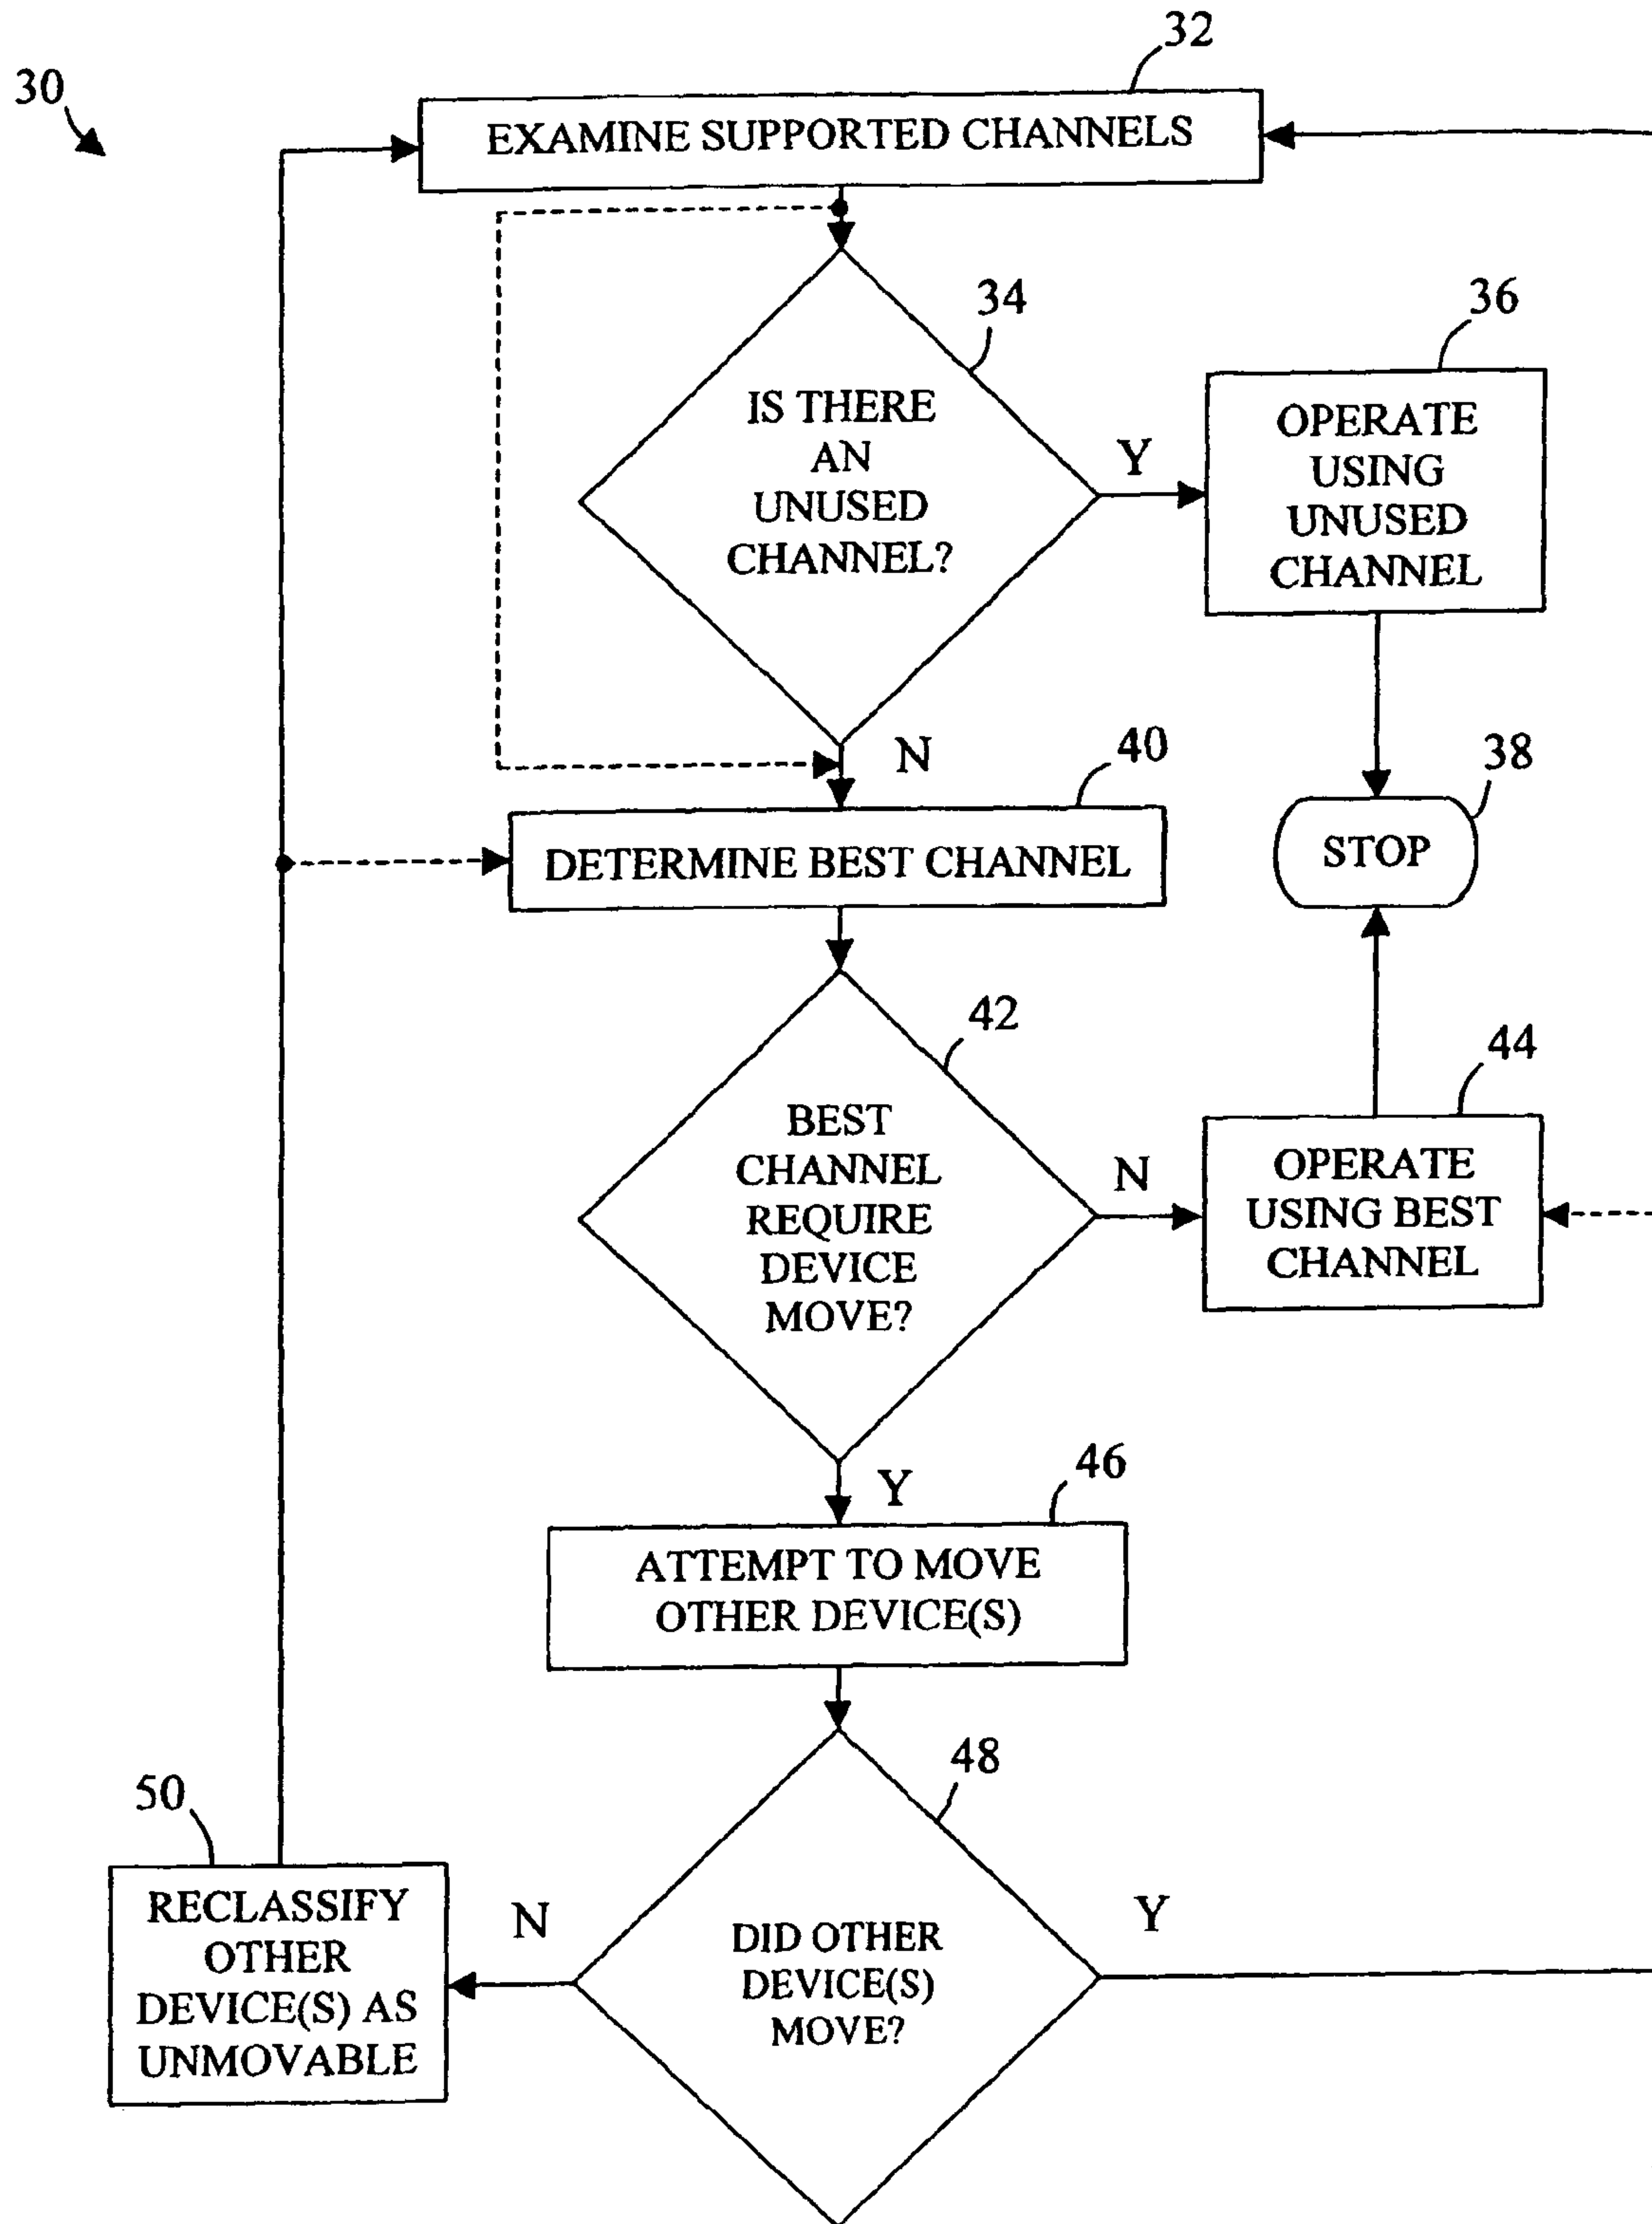 32
30
EXAMINE SUPPORTED CHANNELS
34
36
IS THERE
AN
UNUSED
CHANNEL?
Y
OPERATE
USING
UNUSED
CHANNEL
N
40
38
DETERMINE BEST CHANNEL
STOP
42
44
BEST
CHANNEL
REQUIRE
DEVICE
MOVE?
N
OPERATE
USING BEST
CHANNEL
Y
46
ATTEMPT TO MOVE
OTHER DEVICE(S)
48
50
RECLASSIFY
OTHER
DEVICE(S) AS
UNMOVABLE
N
DID OTHER
DEVICE(S)
MOVE?
Y